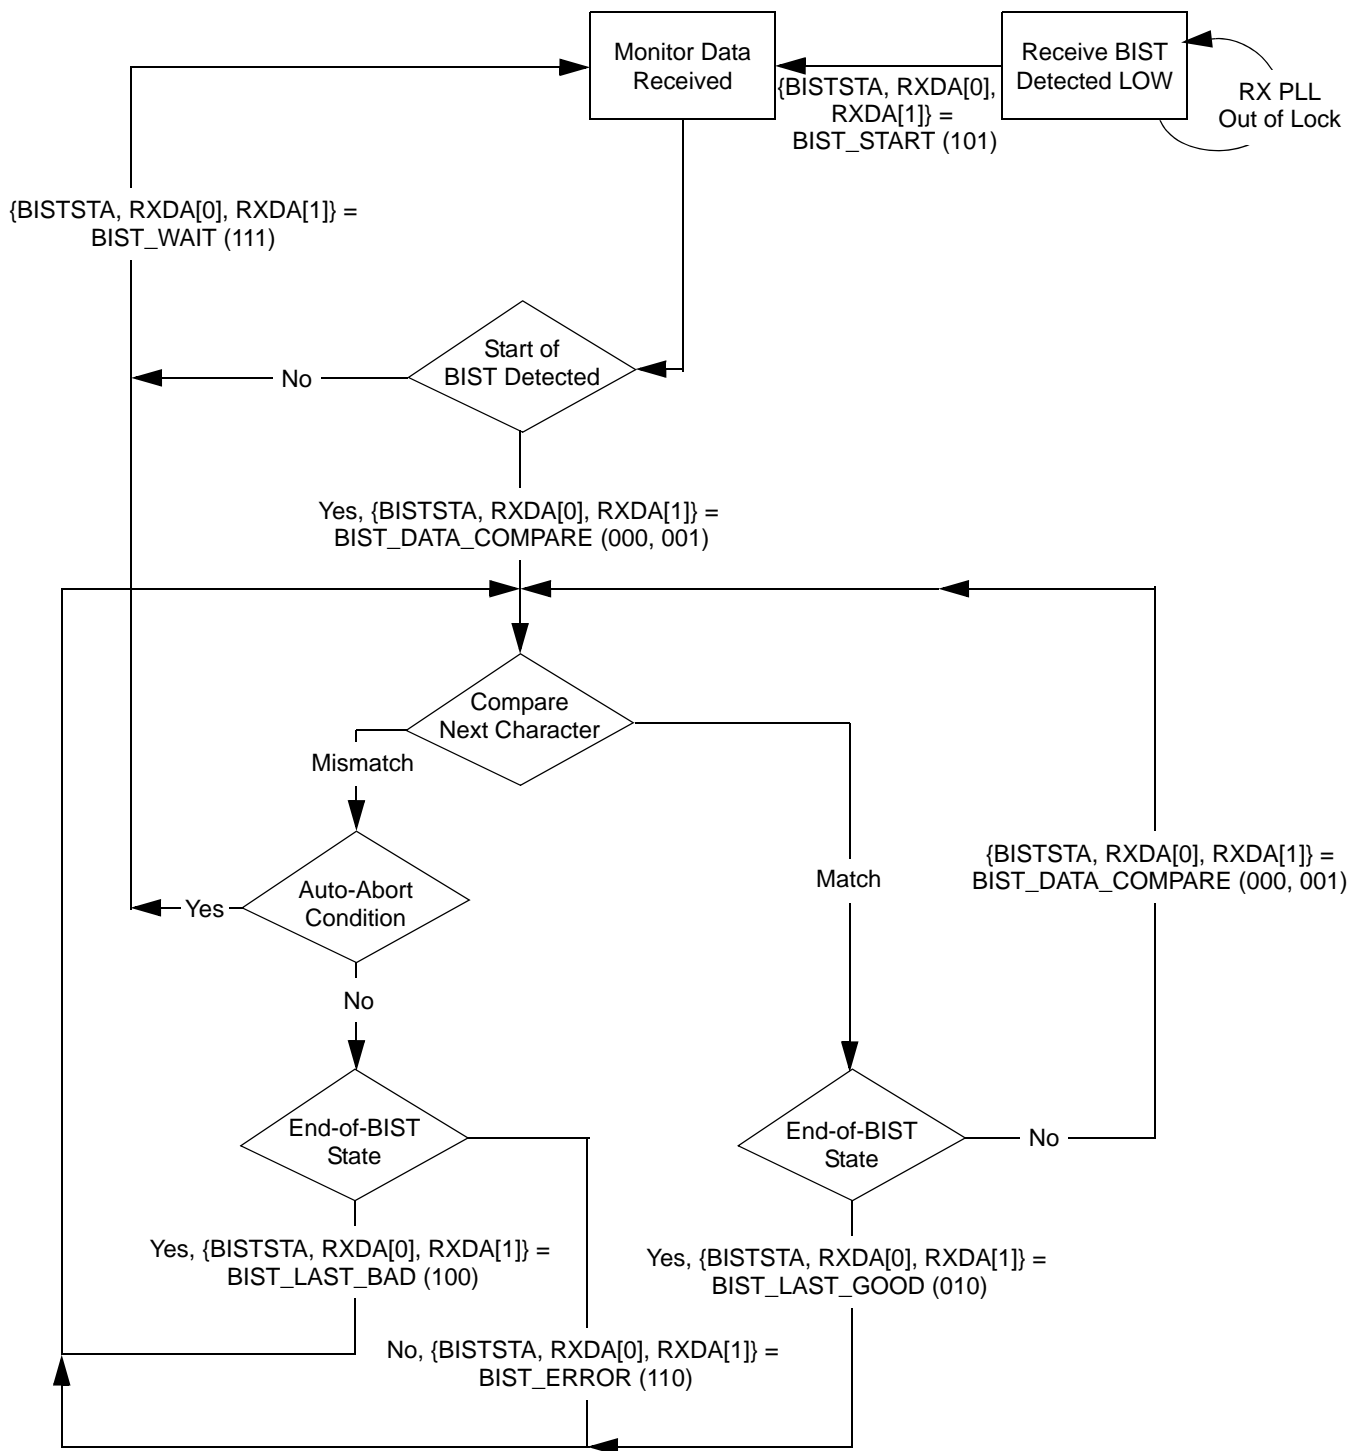 Monitor Data
Received
Receive BIST
Detected LOW
RX PLL
Out of Lock
{BISTSTA, RXDA[0],
RXDA[1]} =
BIST_START (101)
{BISTSTA, RXDA[0], RXDA[1]} =
BIST_WAIT (111)
Start of
BIST Detected
No
Yes, {BISTSTA, RXDA[0], RXDA[1]} =
BIST_DATA_COMPARE (000, 001)
Compare
Next Character
Mismatch
Match
{BISTSTA, RXDA[0], RXDA[1]} =
BIST_DATA_COMPARE (000, 001)
Auto-Abort
Condition
Yes
No
End-of-BIST
State
End-of-BIST
State
No
Yes, {BISTSTA, RXDA[0], RXDA[1]} =
BIST_LAST_BAD (100)
Yes, {BISTSTA, RXDA[0], RXDA[1]} =
BIST_LAST_GOOD (010)
No, {BISTSTA, RXDA[0], RXDA[1]} =
BIST_ERROR (110)